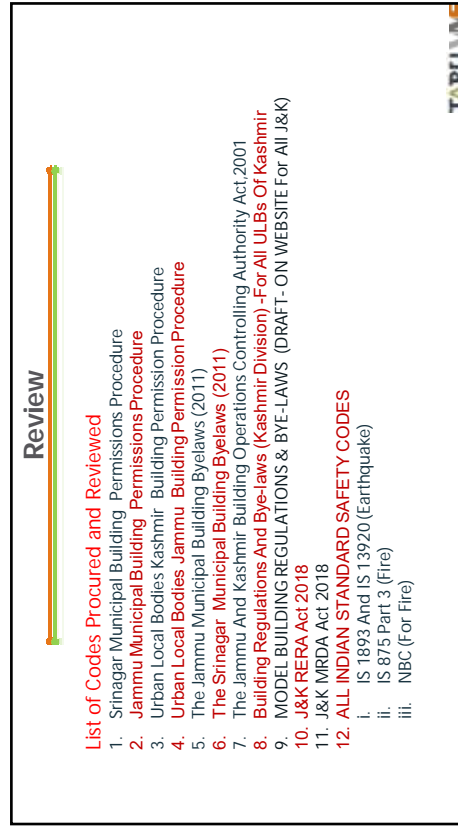 Review
List of Codes Procured and Reviewed
1. Srinagar Municipal Building Permissions Procedure
2. Jammu Municipal Building Permissions Procedure
3. Urban Local Bodies Kashmir Building Permission Procedure
4. Urban Local Bodies Jammu Building Permission Procedure
5. The Jammu Municipal Building Byelaws (2011)
6. The Srinagar Municipal Building Byelaws (2011)
7. The Jammu And Kashmir Building Operations Controlling Authority Act,2001
8. Building Regulations And Bye-laws (Kashmir Division) -For All ULBs Of Kashmir
9. MODEL BUILDING REGULATIONS & BYE-LAWS (DRAFT- ON WEBSITE For All J&K)
10. J&K RERA Act 2018
11. J&K MRDA Act 2018
12. ALL INDIAN STANDARD SAFETY CODES
i. IS 1893 And IS 13920 (Earthquake)
ii. IS 875 Part 3 (Fire)
iii. NBC (For Fire)